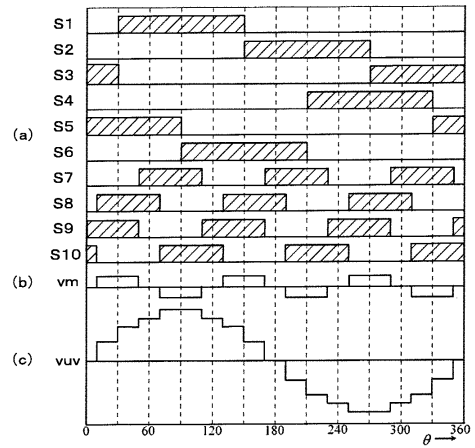 S1
S2
S3
S4
(a)
S5
S6
S7
S8
S9
S10
(b) vm
(c) vuv
0 60 120 180 240 300 360
θ →